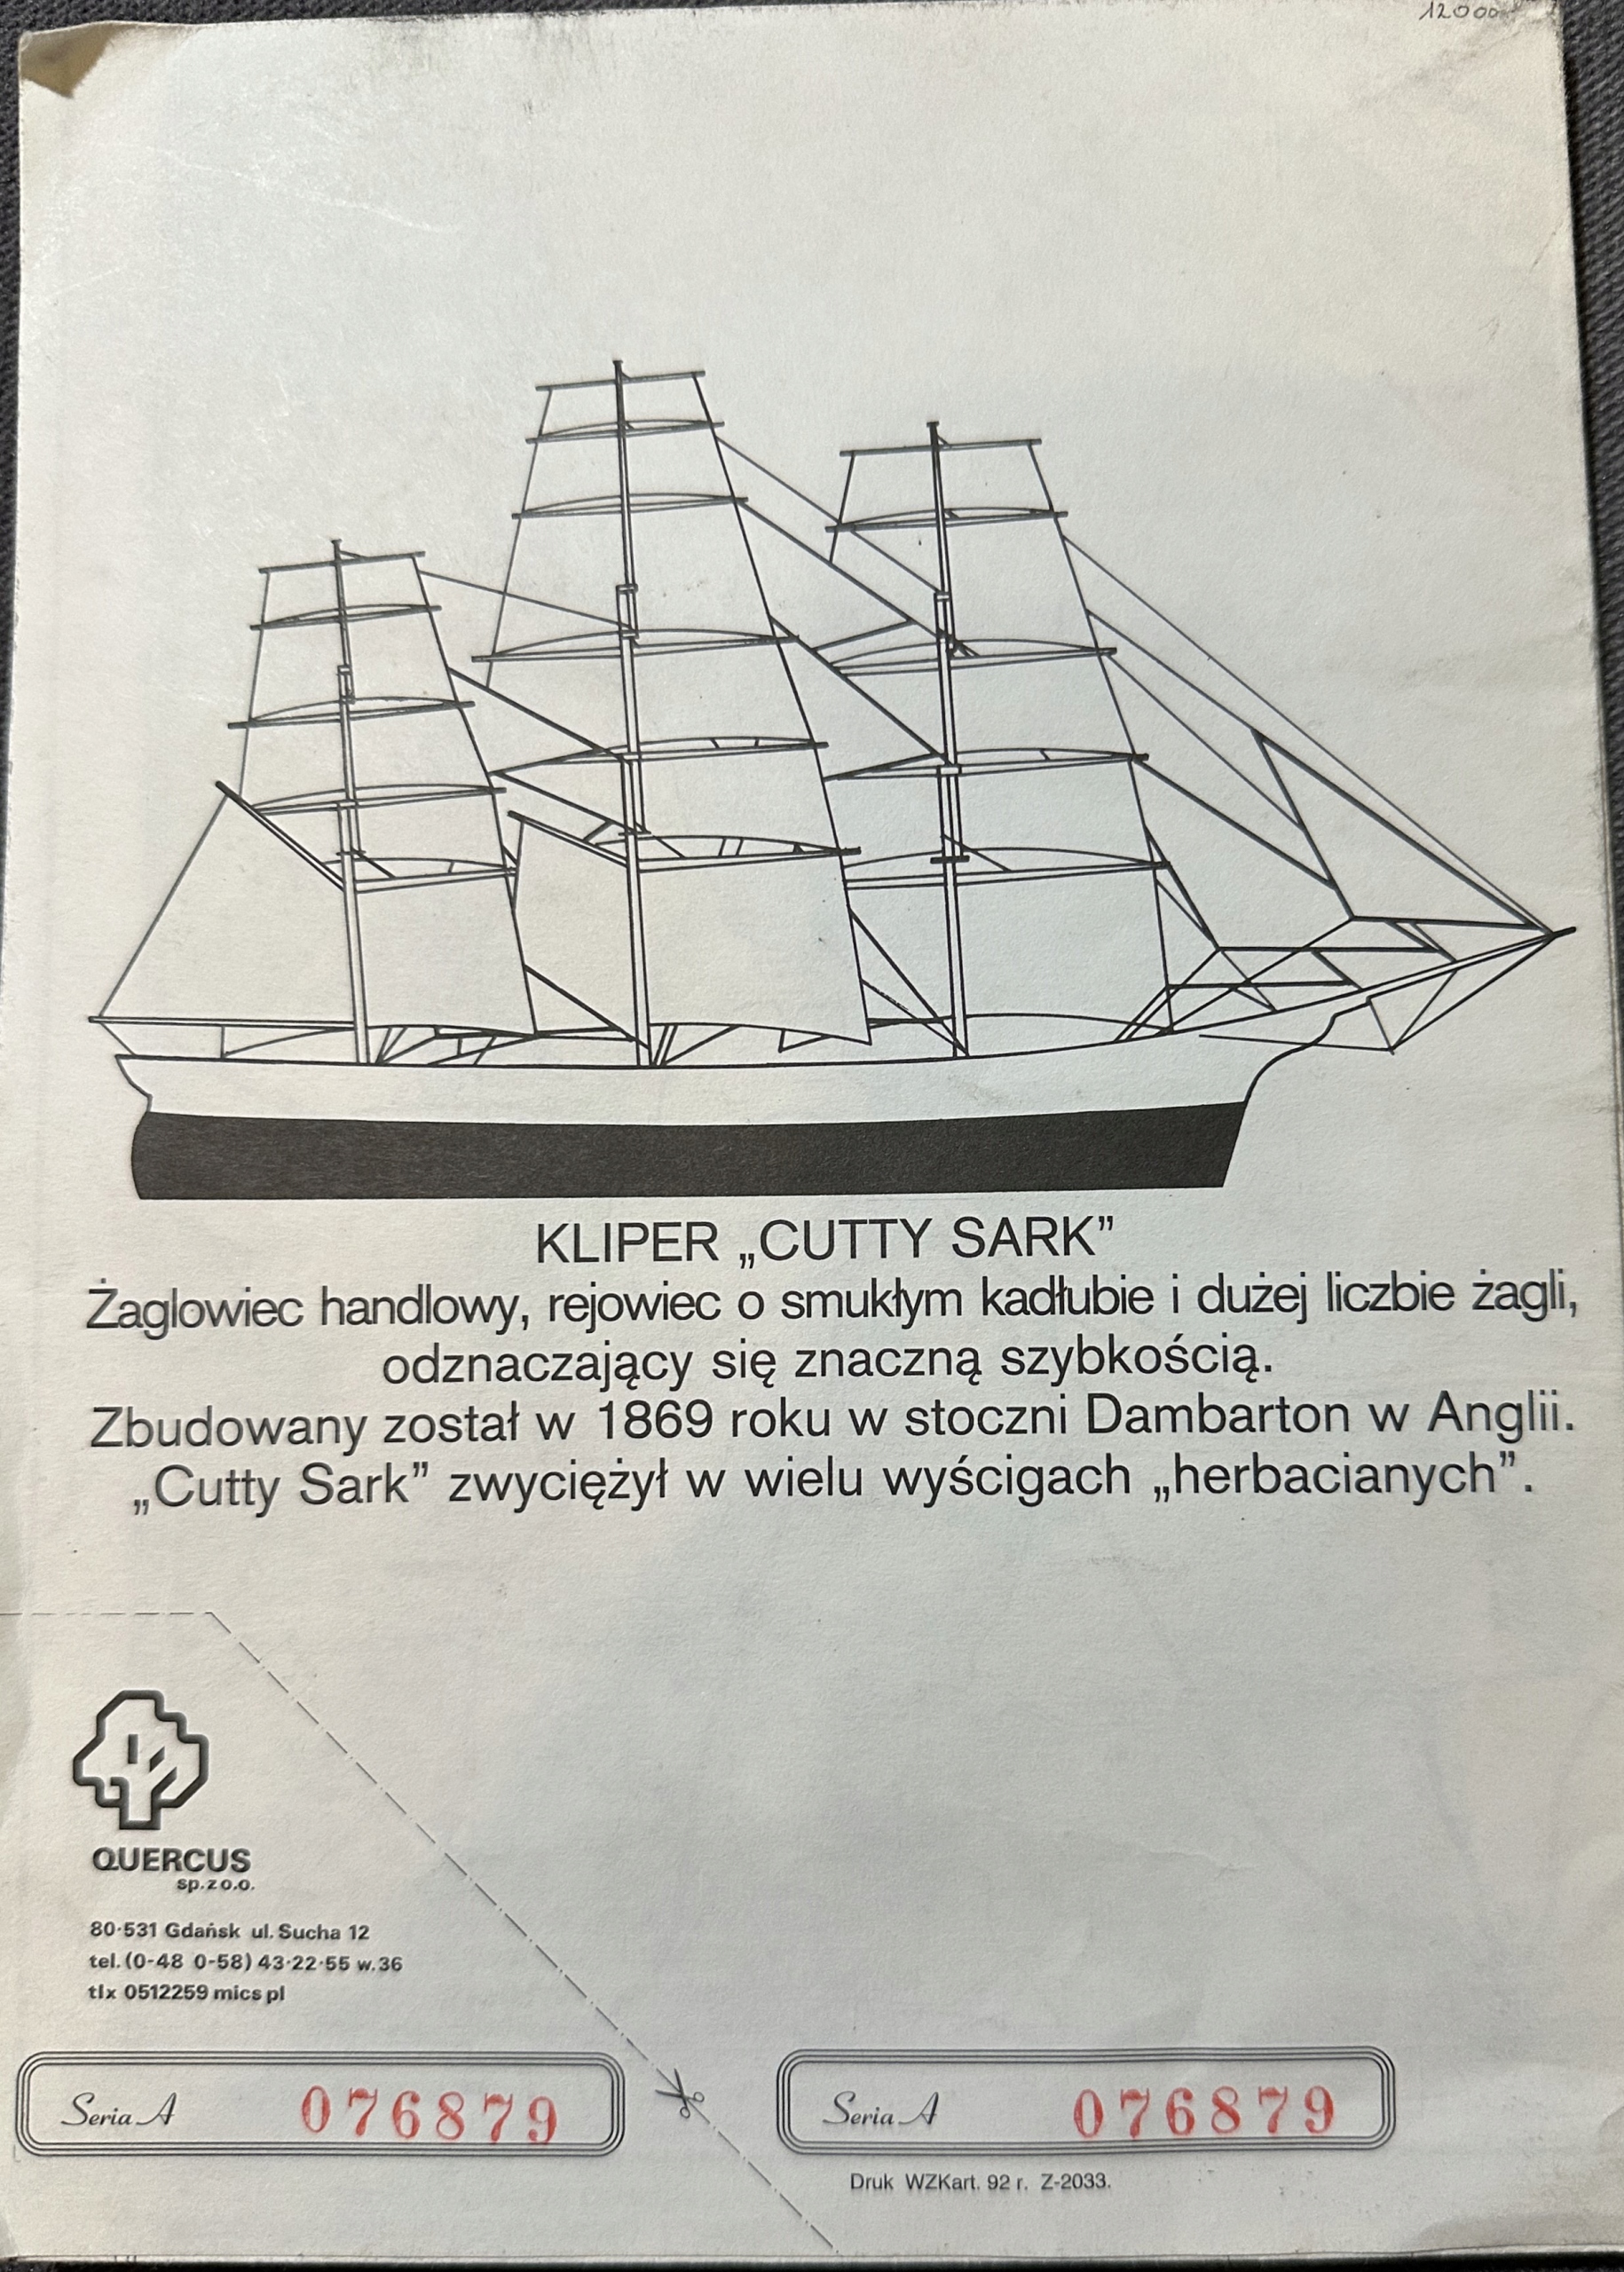 12000
KLIPER „CUTTY SARK”
Żaglowiec handlowy, rejowiec o smukłym kadłubie i dużej liczbie żagli,
odznaczający się znaczną szybkością.
Zbudowany został w 1869 roku w stoczni Dambarton w Anglii.
„Cutty Sark” zwyciężył w wielu wyścigach „herbacianych”.
QUERCUS
sp.z o.o.
80-531 Gdańsk ul. Sucha 12
tel. (0-48 0-58) 43-22-55 w.36
tlx 0512259 mics pl
Seria A 076879
Seria A 076879
Druk WZKart. 92 r. Z-2033.